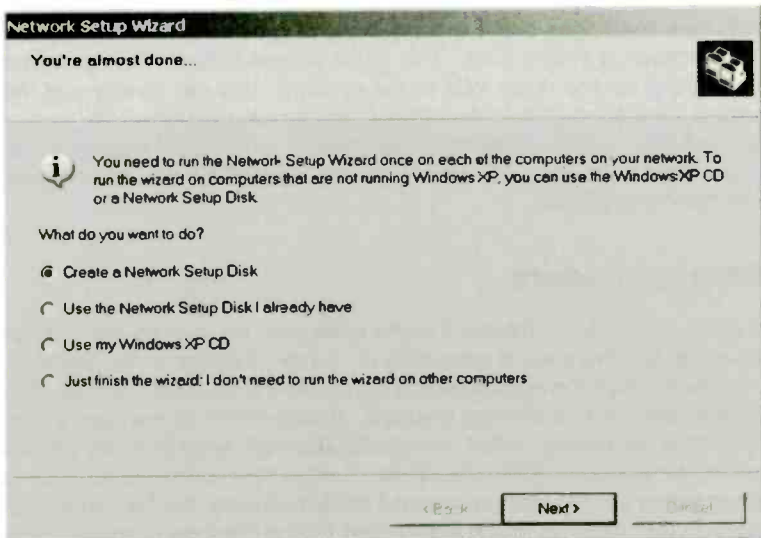 Network Setup Wizard
You're almost done...
You need to run the Network Setup Wizard once on each of the computers on your network. To
run the wizard on computers that are not running Windows XP, you can use the Windows XP CD
or a Network Setup Disk.
What do you want to do?
Create a Network Setup Disk
Use the Network Setup Disk I already have
Use my Windows XP CD
Just finish the wizard; I don't need to run the wizard on other computers
< Back
Next >
Cancel